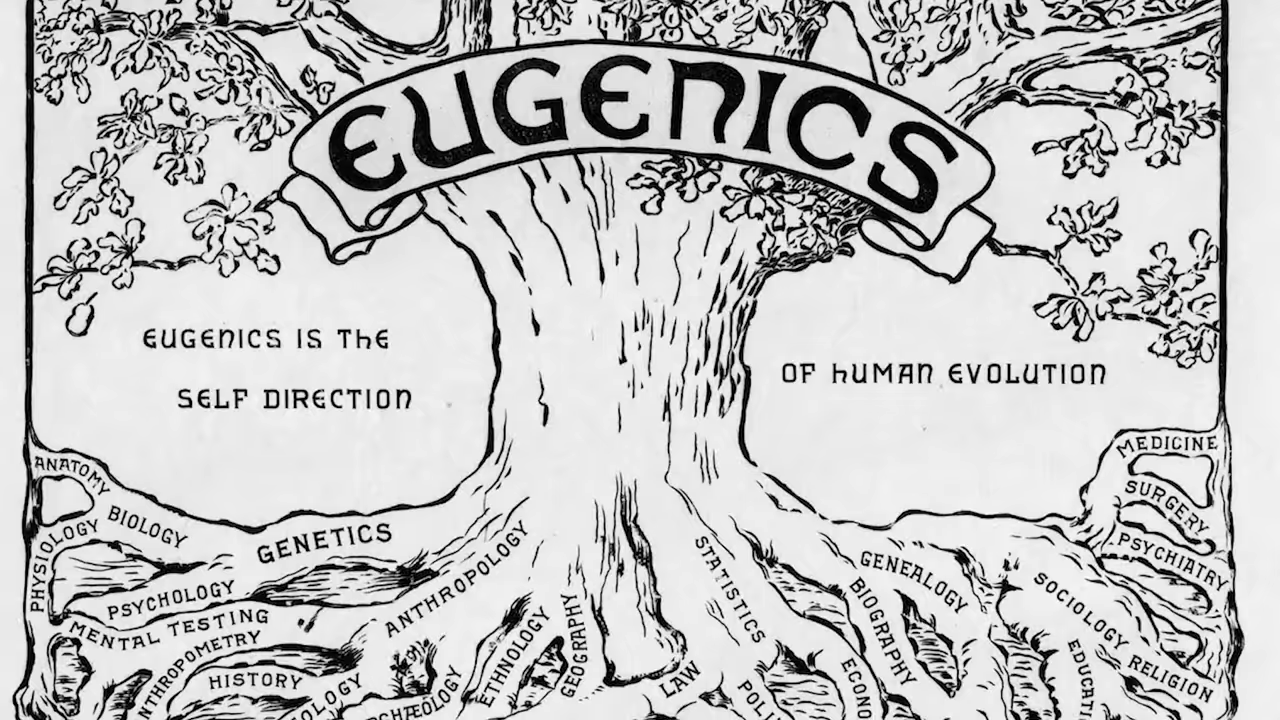 EUGENICS
EUGENICS IS THE
SELF DIRECTION
OF HUMAN EVOLUTION
ANATOMY
BIOLOGY
PHYSIOLOGY
GENETICS
PSYCHOLOGY
MENTAL TESTING
HISTORY
ANTHROPOLOGY
ETHNOLOGY
GEOGRAPHY
LAW
STATISTICS
GENEALOGY
BIOGRAPHY
SOCIOLOGY
RELIGION
MEDICINE
SURGERY
PSYCHIATRY